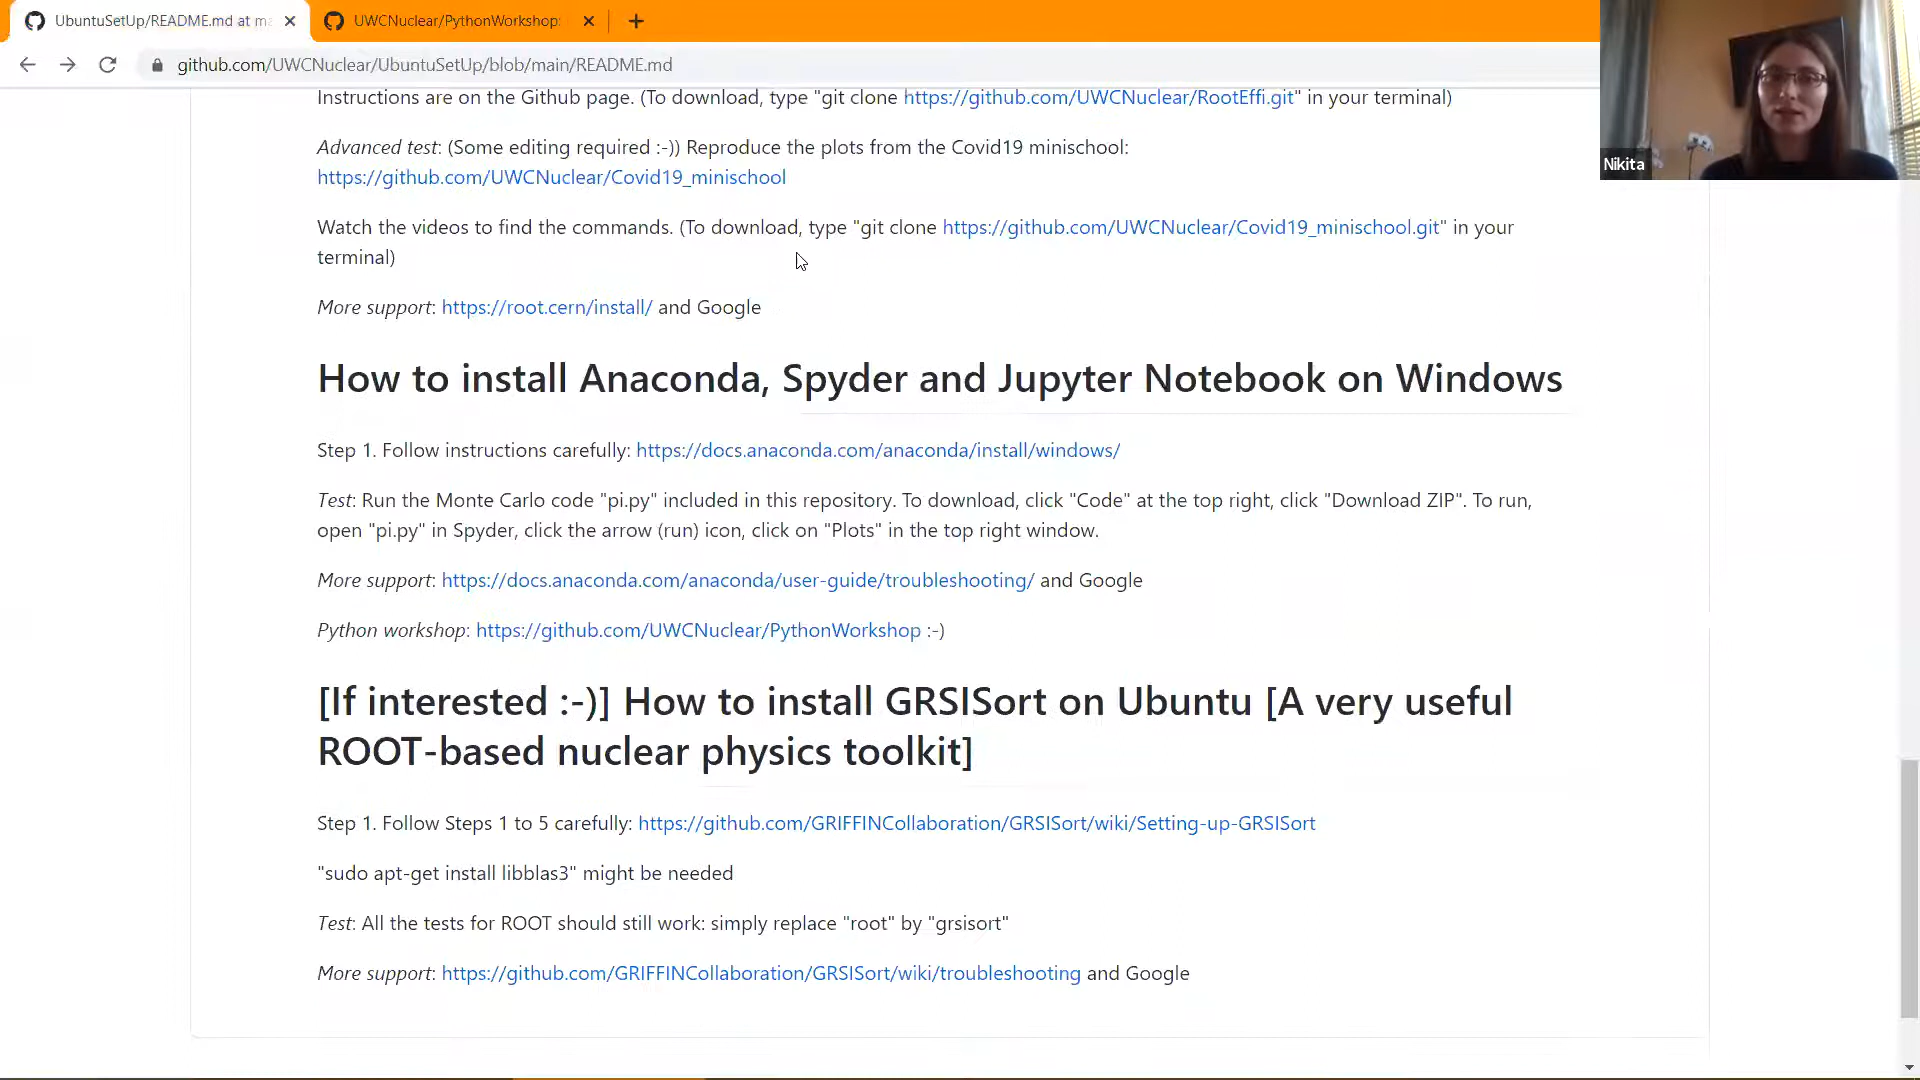 UbuntuSetUp/README.md at ma
UWCNuclear/PythonWorkshop:
github.com/UWCNuclear/UbuntuSetUp/blob/main/README.md
Nikita
Instructions are on the Github page. (To download, type "git clone https://github.com/UWCNuclear/RootEffi.git" in your terminal)
Advanced test: (Some editing required :-)) Reproduce the plots from the Covid19 minischool:
https://github.com/UWCNuclear/Covid19_minischool
Watch the videos to find the commands. (To download, type "git clone https://github.com/UWCNuclear/Covid19_minischool.git" in your
terminal)
More support: https://root.cern/install/ and Google
How to install Anaconda, Spyder and Jupyter Notebook on Windows
Step 1. Follow instructions carefully: https://docs.anaconda.com/anaconda/install/windows/
Test: Run the Monte Carlo code "pi.py" included in this repository. To download, click "Code" at the top right, click "Download ZIP". To run,
open "pi.py" in Spyder, click the arrow (run) icon, click on "Plots" in the top right window.
More support: https://docs.anaconda.com/anaconda/user-guide/troubleshooting/ and Google
Python workshop: https://github.com/UWCNuclear/PythonWorkshop :-)
[If interested :-)] How to install GRSISort on Ubuntu [A very useful
ROOT-based nuclear physics toolkit]
Step 1. Follow Steps 1 to 5 carefully: https://github.com/GRIFFINCollaboration/GRSISort/wiki/Setting-up-GRSISort
"sudo apt-get install libblas3" might be needed
Test: All the tests for ROOT should still work: simply replace "root" by "grsisort"
More support: https://github.com/GRIFFINCollaboration/GRSISort/wiki/troubleshooting and Google